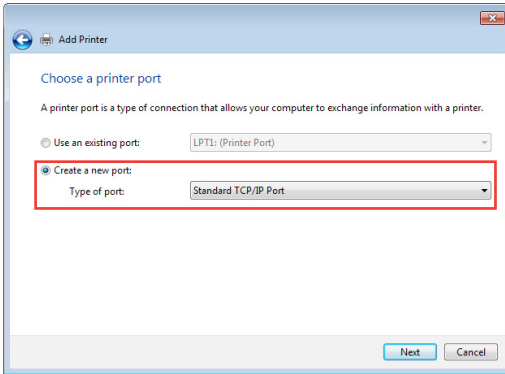 Add Printer
Choose a printer port
A printer port is a type of connection that allows your computer to exchange information with a printer.
Use an existing port: LPT1: (Printer Port)
Create a new port:
Type of port: Standard TCP/IP Port
Next Cancel